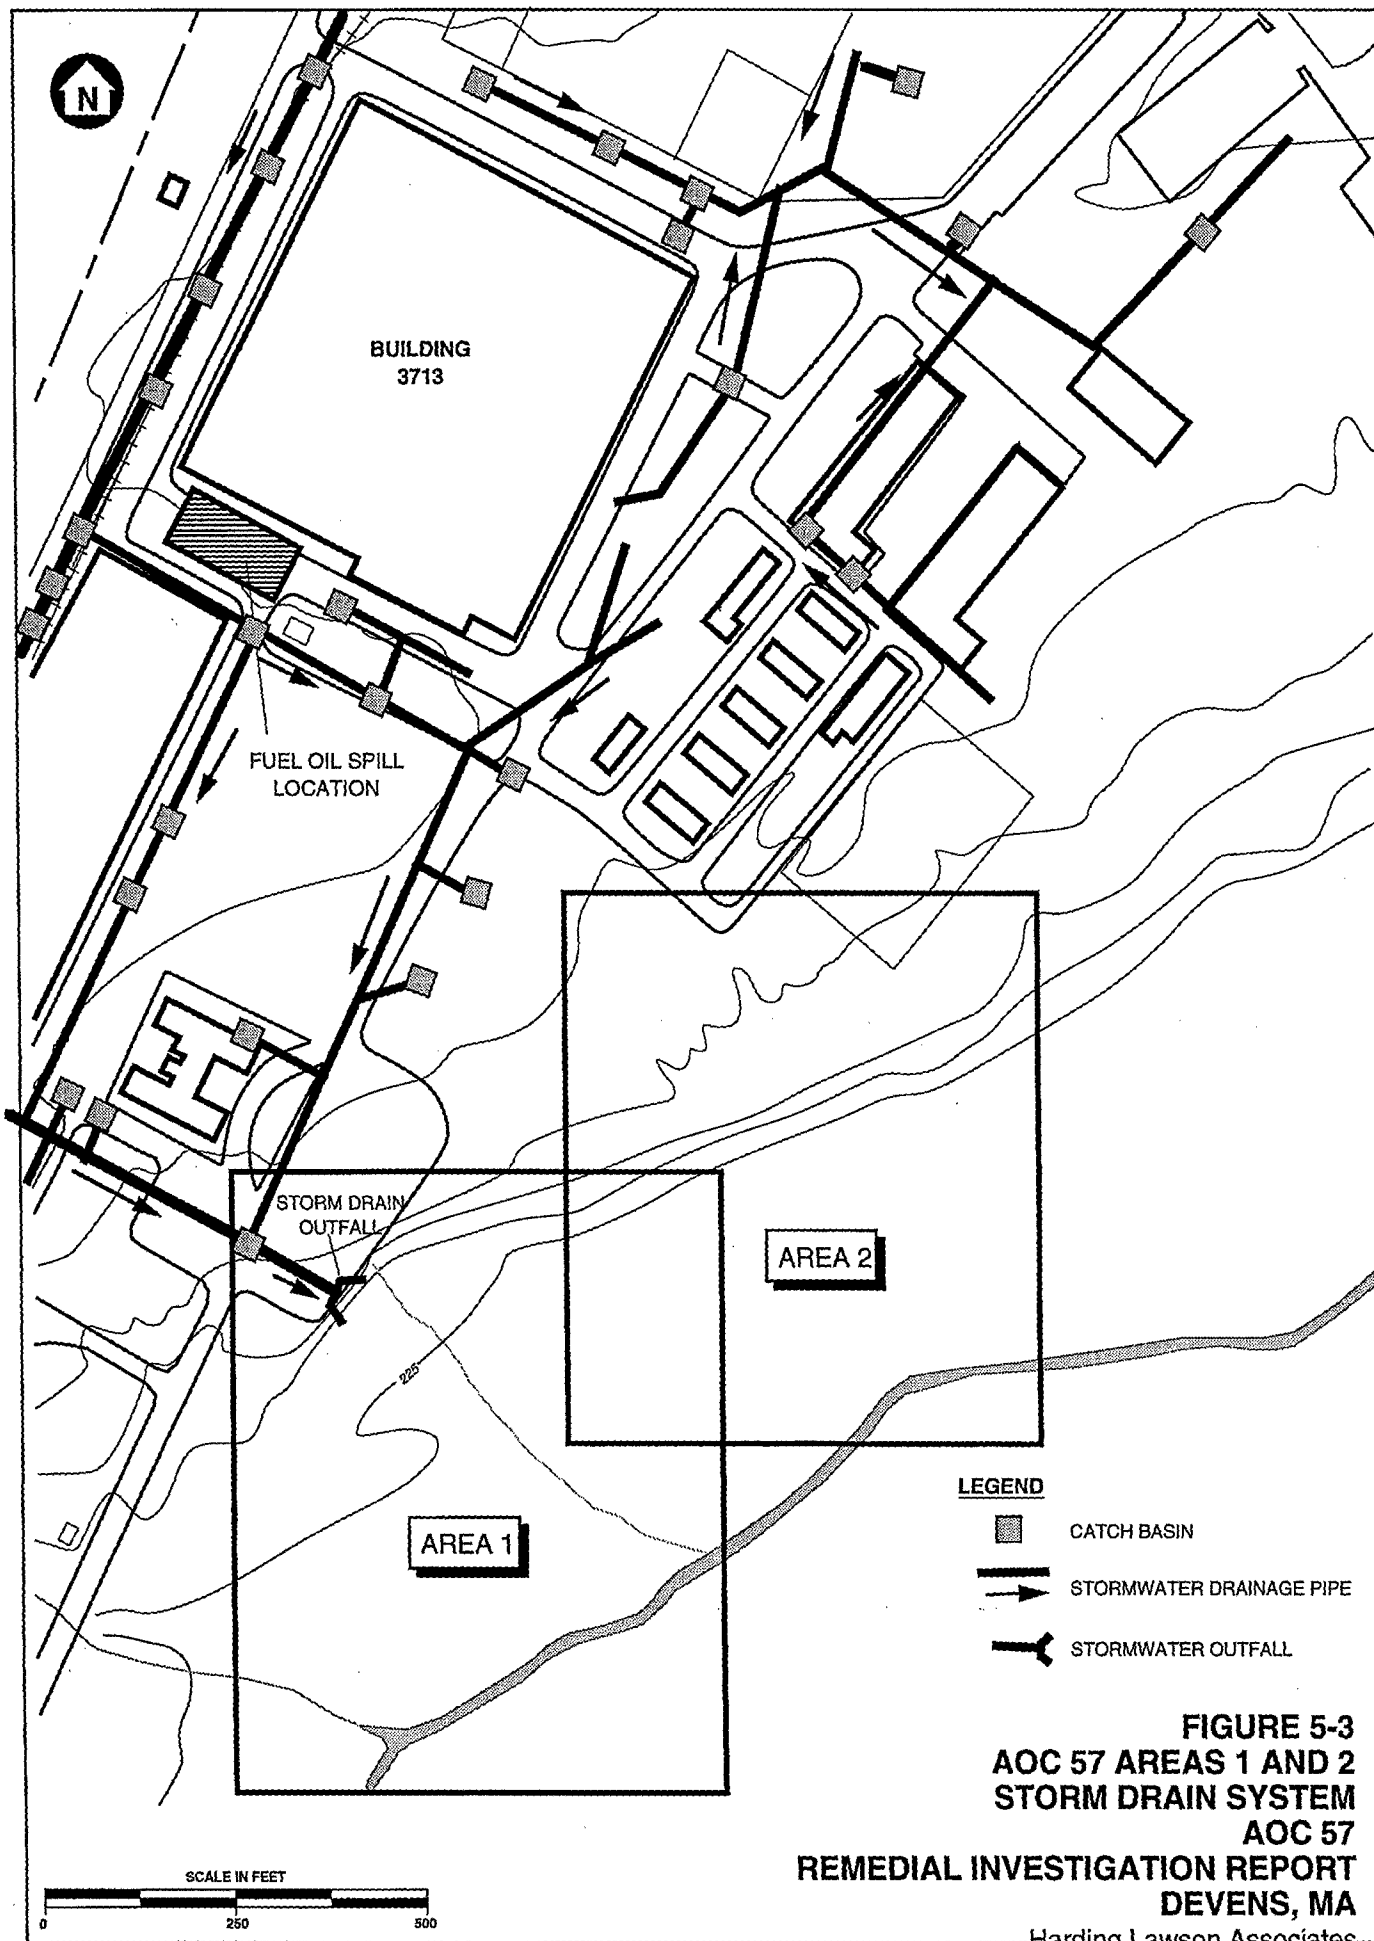 N
BUILDING
3713
FUEL OIL SPILL
LOCATION
STORM DRAIN
OUTFALL
AREA 2
225
AREA 1
LEGEND
CATCH BASIN
STORMWATER DRAINAGE PIPE
STORMWATER OUTFALL
FIGURE 5-3
AOC 57 AREAS 1 AND 2
STORM DRAIN SYSTEM
AOC 57
REMEDIAL INVESTIGATION REPORT
DEVENS, MA
Harding Lawson Associates
SCALE IN FEET
0 250 500